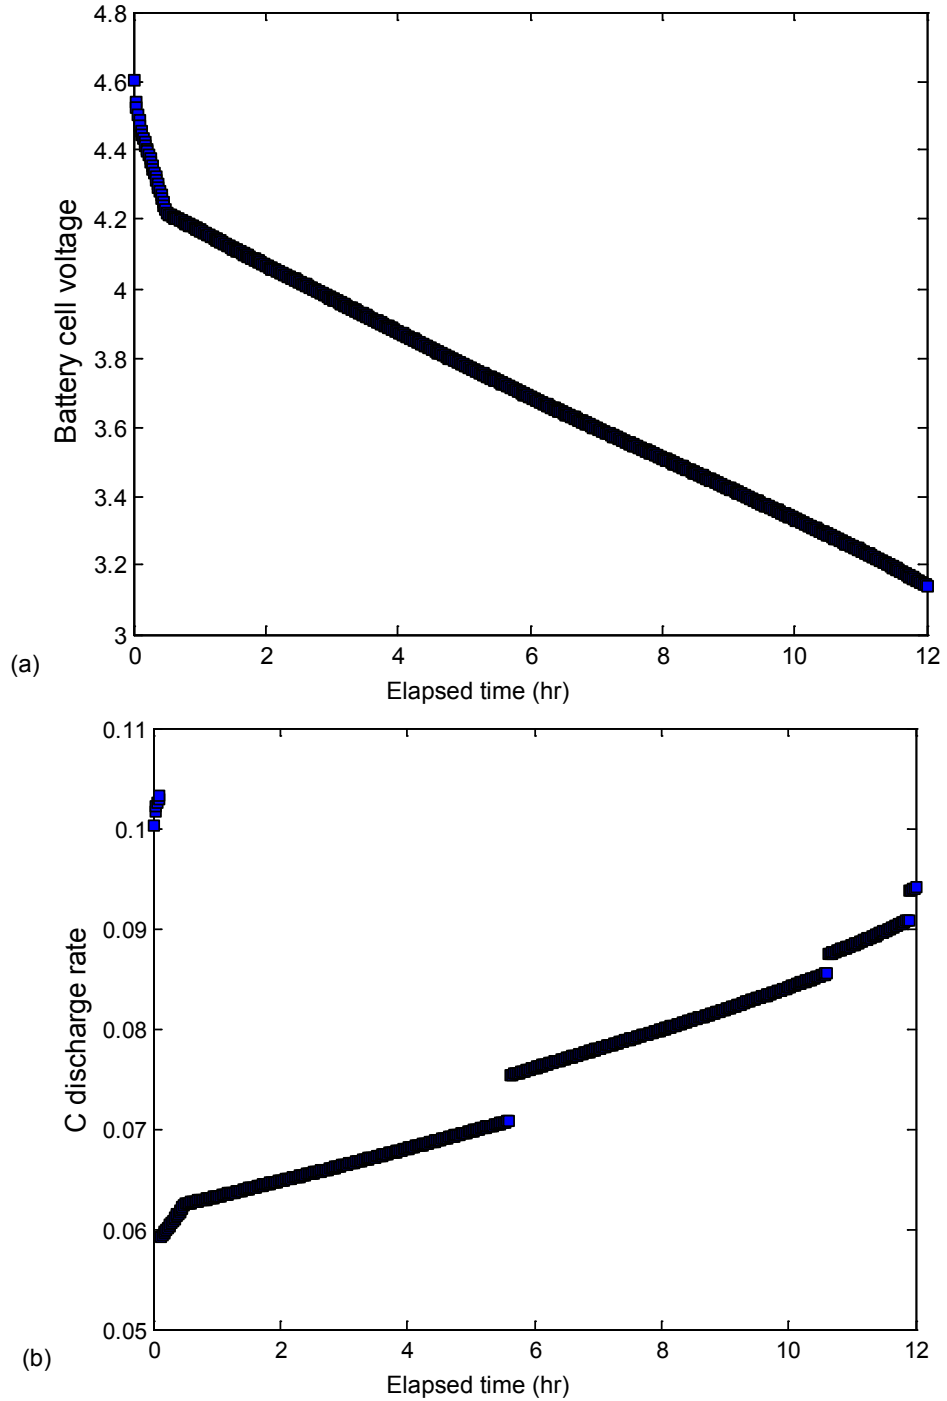 4.8
4.6
4.4
4.2
4
3.8
3.6
3.4
3.2
3
Battery cell voltage
0 2 4 6 8 10 12
(a)
Elapsed time (hr)
0.11
0.1
0.09
0.08
0.07
0.06
0.05
C discharge rate
0 2 4 6 8 10 12
(b)
Elapsed time (hr)